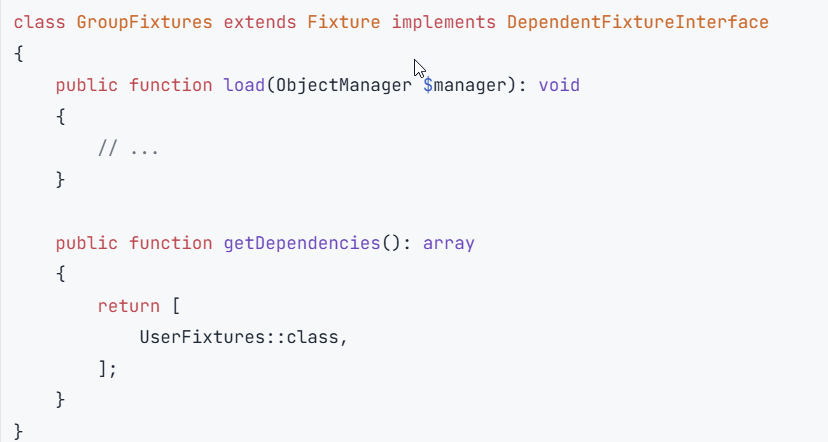 class GroupFixtures extends Fixture implements DependentFixtureInterface
{
    public function load(ObjectManager $manager): void
    {
        // ...
    }

    public function getDependencies(): array
    {
        return [
            UserFixtures::class,
        ];
    }
}